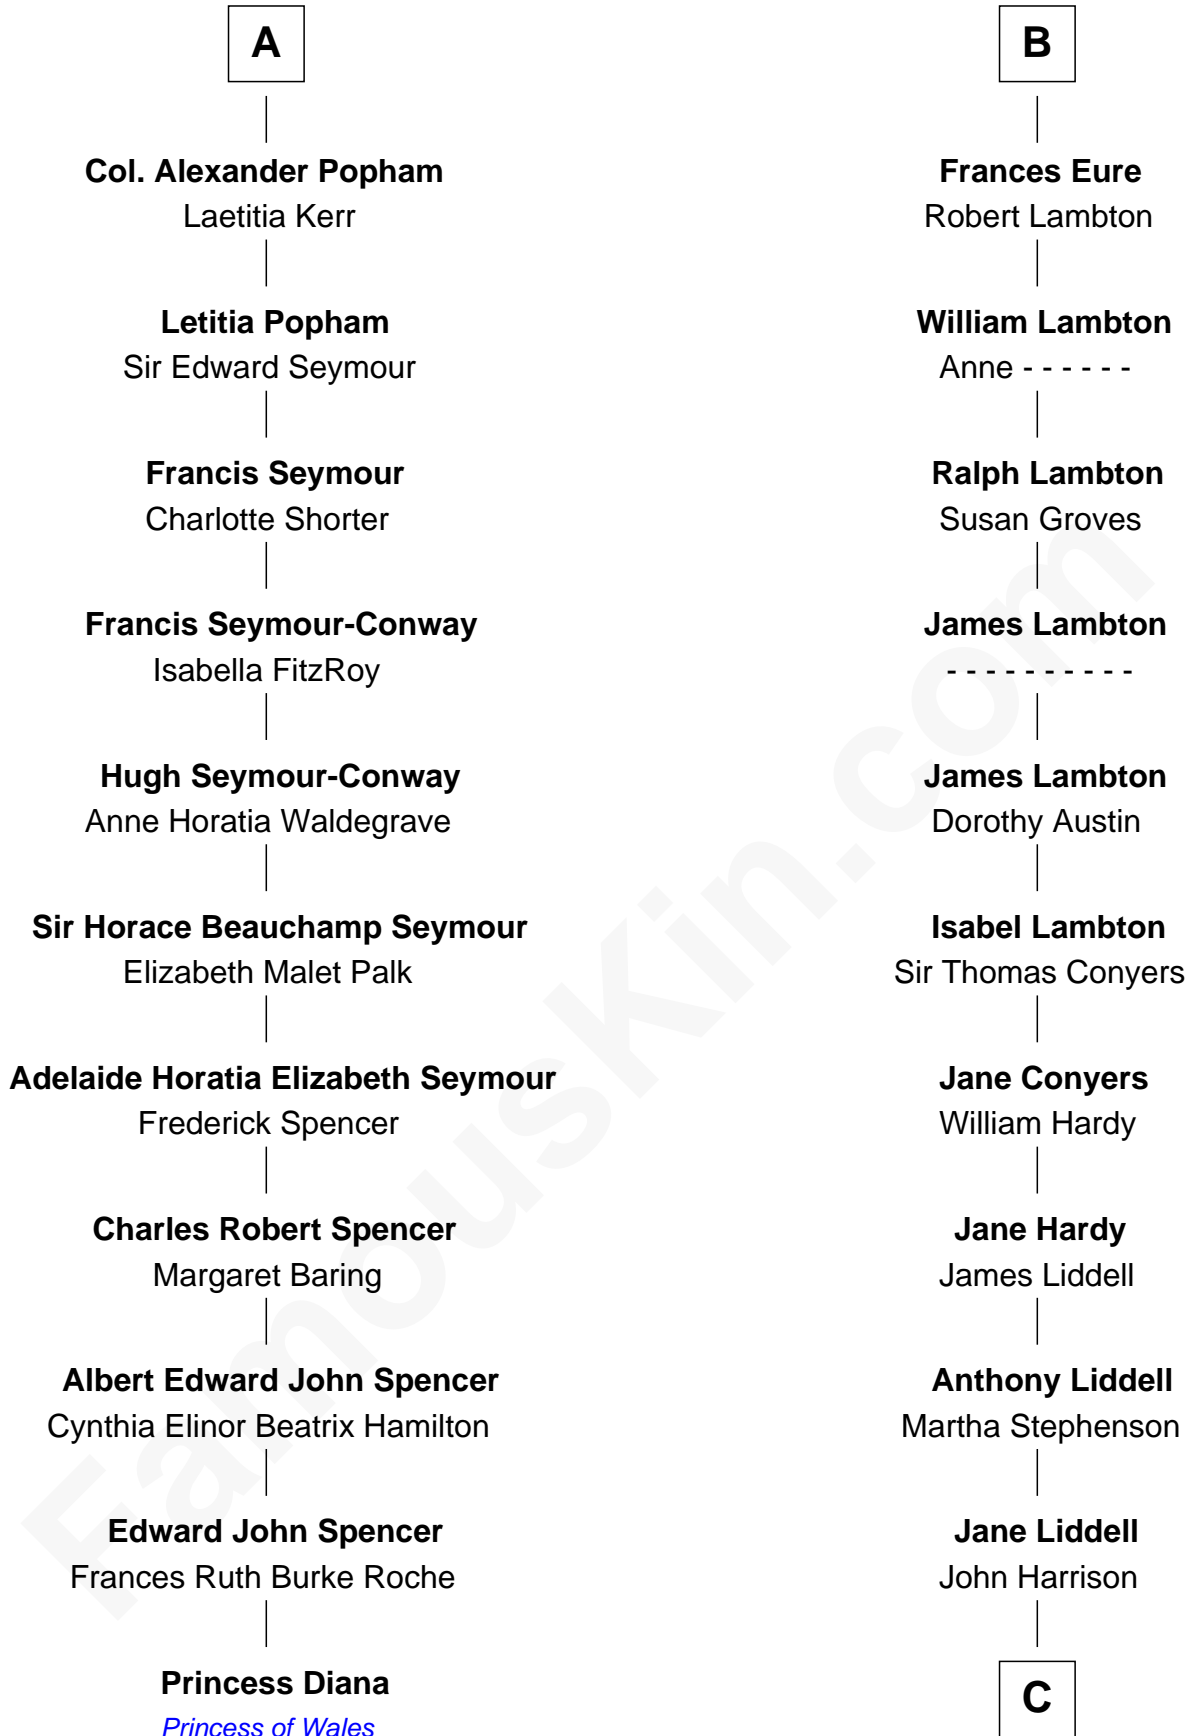 A
Col. Alexander Popham
Laetitia Kerr
Letitia Popham
Sir Edward Seymour
Francis Seymour
Charlotte Shorter
Francis Seymour-Conway
Isabella FitzRoy
Hugh Seymour-Conway
Anne Horatia Waldegrave
Sir Horace Beauchamp Seymour
Elizabeth Malet Palk
Adelaide Horatia Elizabeth Seymour
Frederick Spencer
Charles Robert Spencer
Margaret Baring
Albert Edward John Spencer
Cynthia Elinor Beatrix Hamilton
Edward John Spencer
Frances Ruth Burke Roche
Princess Diana
Princess of Wales
B
Frances Eure
Robert Lambton
William Lambton
Anne - - - - - -
Ralph Lambton
Susan Groves
James Lambton
- - - - - - - - - -
James Lambton
Dorothy Austin
Isabel Lambton
Sir Thomas Conyers
Jane Conyers
William Hardy
Jane Hardy
James Liddell
Anthony Liddell
Martha Stephenson
Jane Liddell
John Harrison
C
FamousKin.com